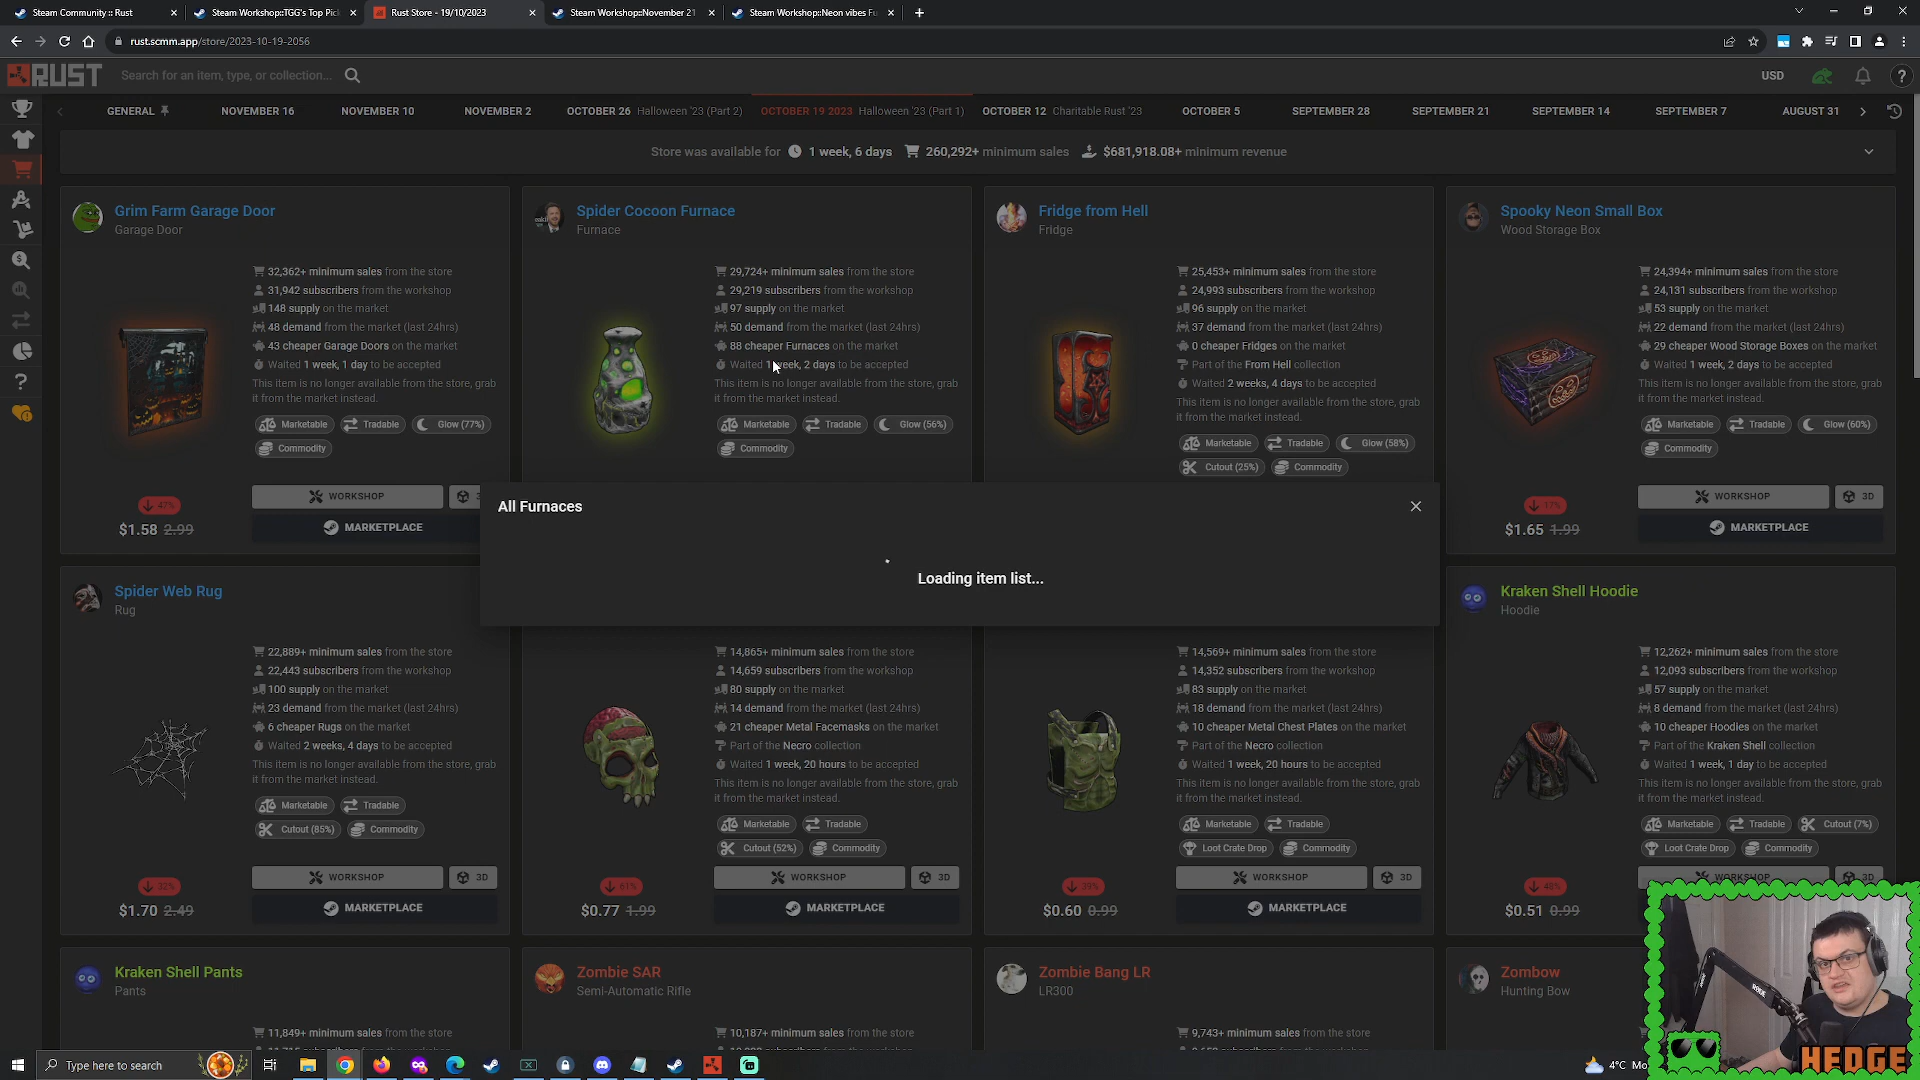 Steam Community :: Rust
Steam Workshop::TGG's Top Pic
Rust Store - 19/10/2023
Steam Workshop::November 21
Steam Workshop::Neon vibes Fu
rust.scmm.app/store/2023-10-19-2056
RUST
Search for an item, type, or collection...
USD
GENERAL
NOVEMBER 16
NOVEMBER 10
NOVEMBER 2
OCTOBER 26 Halloween '23 (Part 2)
OCTOBER 19 2023 Halloween '23 (Part 1)
OCTOBER 12 Charitable Rust '23
OCTOBER 5
SEPTEMBER 28
SEPTEMBER 21
SEPTEMBER 14
SEPTEMBER 7
AUGUST 31
Store was available for 1 week, 6 days 260,292+ minimum sales $681,918.08+ minimum revenue
Grim Farm Garage Door
Garage Door
32,362+ minimum sales from the store
31,942 subscribers from the workshop
148 supply on the market
48 demand from the market (last 24hrs)
43 cheaper Garage Doors on the market
Waited 1 week, 1 day to be accepted
This item is no longer available from the store, grab
it from the market instead.
Marketable Tradable Glow (77%)
Commodity
47%
$1.58 2.99
WORKSHOP
MARKETPLACE
Spider Cocoon Furnace
Furnace
29,724+ minimum sales from the store
29,219 subscribers from the workshop
97 supply on the market
50 demand from the market (last 24hrs)
88 cheaper Furnaces on the market
Waited 1 week, 2 days to be accepted
This item is no longer available from the store, grab
it from the market instead.
Marketable Tradable Glow (56%)
Commodity
Fridge from Hell
Fridge
25,453+ minimum sales from the store
24,993 subscribers from the workshop
96 supply on the market
37 demand from the market (last 24hrs)
0 cheaper Fridges on the market
Part of the From Hell collection
Waited 2 weeks, 4 days to be accepted
This item is no longer available from the store, grab
it from the market instead.
Marketable Tradable Glow (58%)
Cutout (25%) Commodity
Spooky Neon Small Box
Wood Storage Box
24,394+ minimum sales from the store
24,131 subscribers from the workshop
53 supply on the market
22 demand from the market (last 24hrs)
29 cheaper Wood Storage Boxes on the market
Waited 1 week, 2 days to be accepted
This item is no longer available from the store, grab
it from the market instead.
Marketable Tradable Glow (60%)
Commodity
17%
$1.65 1.99
WORKSHOP 3D
MARKETPLACE
All Furnaces
Loading item list...
Spider Web Rug
Rug
22,889+ minimum sales from the store
22,443 subscribers from the workshop
100 supply on the market
23 demand from the market (last 24hrs)
6 cheaper Rugs on the market
Waited 2 weeks, 4 days to be accepted
This item is no longer available from the store, grab
it from the market instead.
Marketable Tradable
Cutout (85%) Commodity
32%
$1.70 2.49
WORKSHOP 3D
MARKETPLACE
14,865+ minimum sales from the store
14,659 subscribers from the workshop
80 supply on the market
14 demand from the market (last 24hrs)
21 cheaper Metal Facemasks on the market
Part of the Necro collection
Waited 1 week, 20 hours to be accepted
This item is no longer available from the store, grab
it from the market instead.
Marketable Tradable
Cutout (52%) Commodity
61%
$0.77 1.99
WORKSHOP 3D
MARKETPLACE
14,569+ minimum sales from the store
14,352 subscribers from the workshop
83 supply on the market
18 demand from the market (last 24hrs)
10 cheaper Metal Chest Plates on the market
Part of the Necro collection
Waited 1 week, 20 hours to be accepted
This item is no longer available from the store, grab
it from the market instead.
Marketable Tradable
Loot Crate Drop Commodity
39%
$0.60 0.99
WORKSHOP 3D
MARKETPLACE
Kraken Shell Hoodie
Hoodie
12,262+ minimum sales from the store
12,093 subscribers from the workshop
57 supply on the market
8 demand from the market (last 24hrs)
10 cheaper Hoodies on the market
Part of the Kraken Shell collection
Waited 1 week, 1 day to be accepted
This item is no longer available from the store, grab
it from the market instead.
Marketable Tradable Cutout (7%)
Loot Crate Drop Commodity
48%
$0.51 0.99
WORKSHOP 3D
Kraken Shell Pants
Pants
11,849+ minimum sales from the store
Zombie SAR
Semi-Automatic Rifle
10,187+ minimum sales from the store
Zombie Bang LR
LR300
9,743+ minimum sales from the store
Zombow
Hunting Bow
RODE
HEDGE
Type here to search
4°C Mo